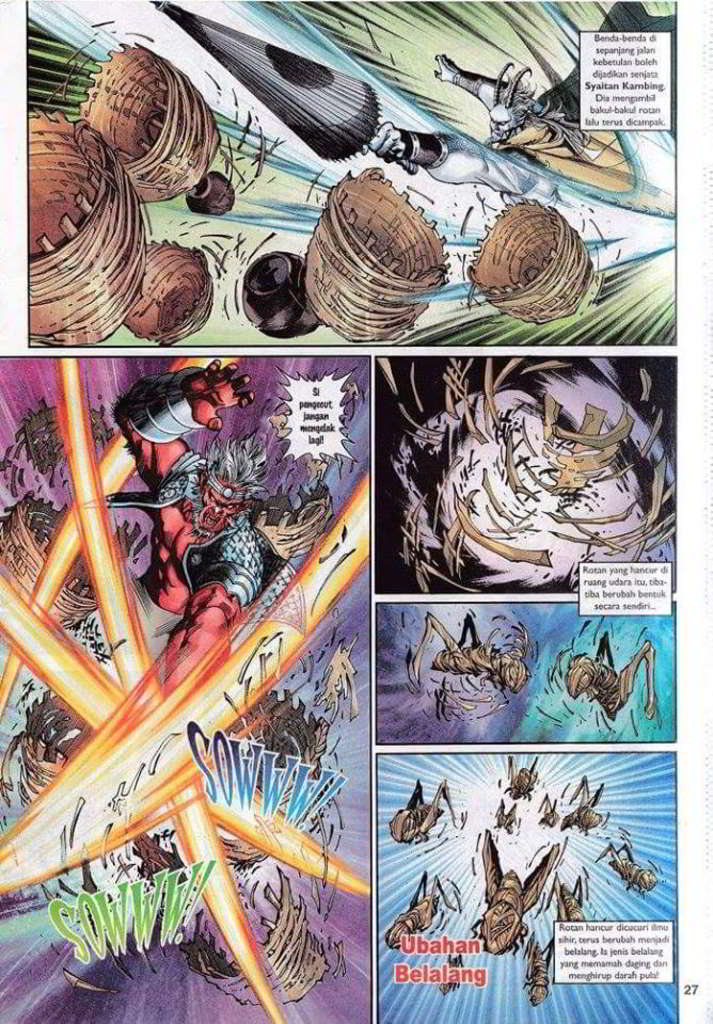 Benda-benda di
sepanjang jalan
kebetulan boleh
dijadikan senjata
Syaitan Kambing.
Dia mengambil
bakul-bakul rotan
lalu terus dicampak.
Si
pengecut,
jangan
mengelak
lagi!
Rotan yang hancur di
ruang udara itu, tiba-
tiba berubah bentuk
secara sendiri...
SOWWW!!
SOWWW!!
Ubahan
Belalang
Rotan hancur dicucuri ilmu
sihir, terus berubah menjadi
belalang. Ia jenis belalang
yang memamah daging dan
menghirup darah pula!
27